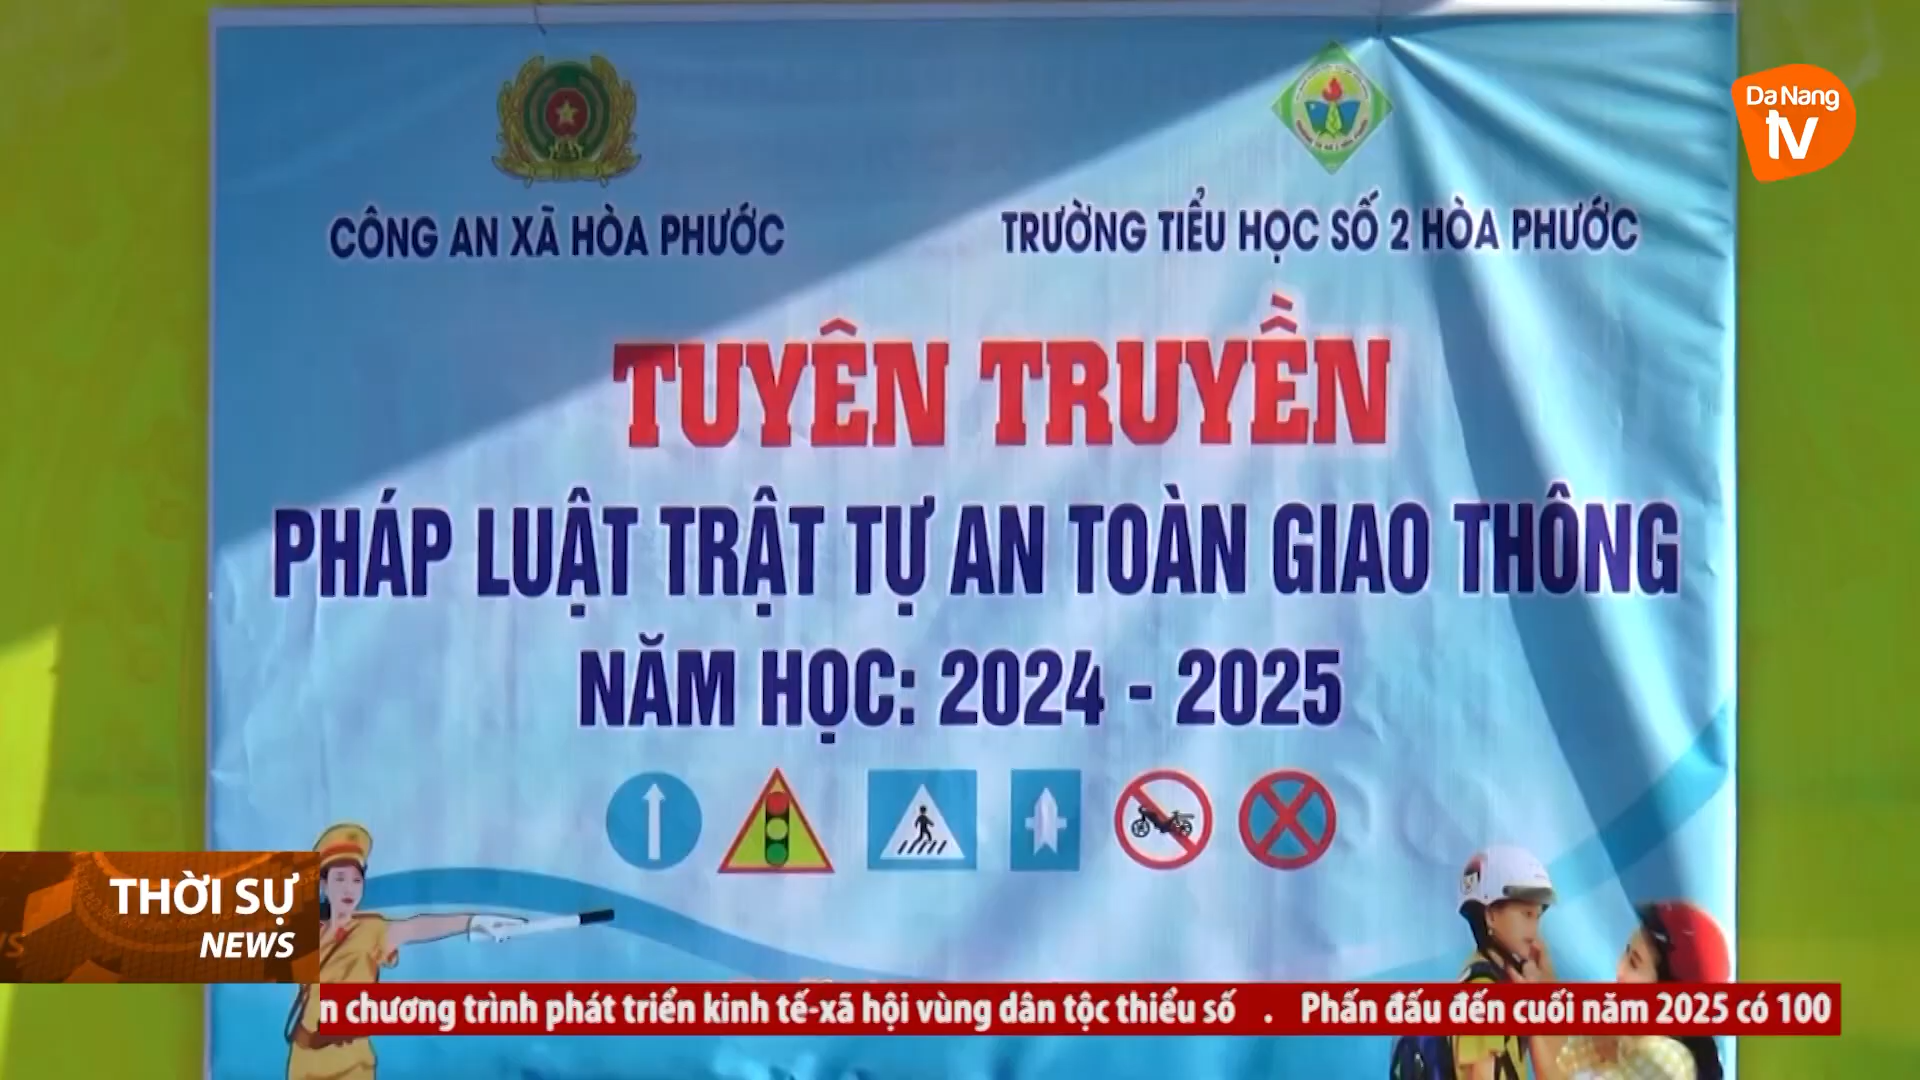 Da Nang
tv
CÔNG AN XÃ HÒA PHƯỚC
TRƯỜNG TIỂU HỌC SỐ 2 HÒA PHƯỚC
TUYÊN TRUYỀN
PHÁP LUẬT TRẬT TỰ AN TOÀN GIAO THÔNG
NĂM HỌC: 2024 - 2025
THỜI SỰ
NEWS
n chương trình phát triển kinh tế-xã hội vùng dân tộc thiểu số . Phấn đấu đến cuối năm 2025 có 100